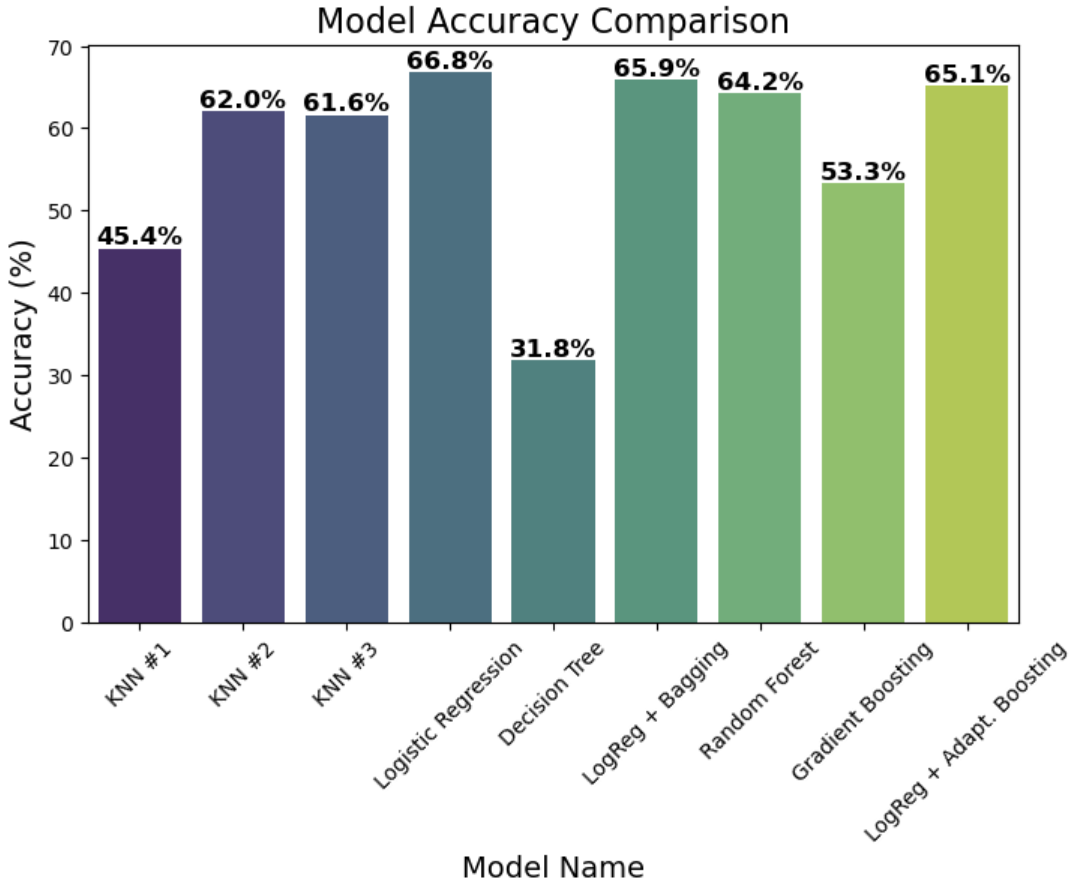 Model Accuracy Comparison
Accuracy (%)
70
60
50
40
30
20
10
0
45.4%
62.0%
61.6%
66.8%
31.8%
65.9%
64.2%
53.3%
65.1%
KNN #1
KNN #2
KNN #3
Logistic Regression
Decision Tree
LogReg + Bagging
Random Forest
Gradient Boosting
LogReg + Adapt. Boosting
Model Name